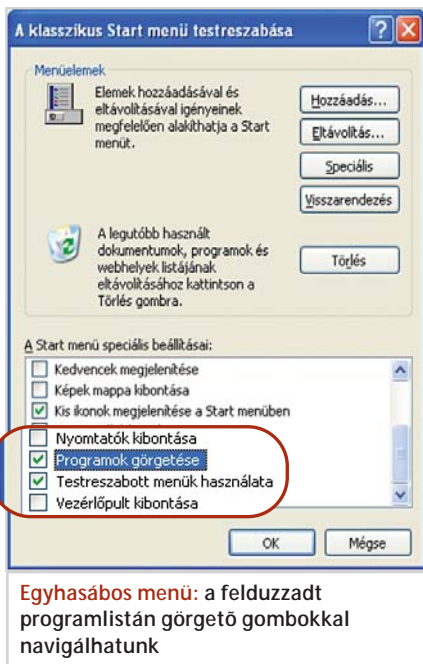 A klasszikus Start menü testreszabása
Menüelemek
Elemek hozzáadásával és
eltávolításával igényeinek
megfelelően alakíthatja a Start
menüt.
Hozzáadás...
Eltávolítás...
Speciális
Visszarendezés
A legutóbb használt
dokumentumok, programok és
webhelyek listájának
eltávolításához kattintson a
Törlés gombra.
Törlés
A Start menü speciális beállításai:
Kedvencek megjelenítése
Képek mappa kibontása
Kis ikonok megjelenítése a Start menüben
Nyomtatók kibontása
Programok görgetése
Testreszabott menük használata
Vezérlőpult kibontása
OK
Mégse
Egyhasábos menü: a felduzzadt
programlistán görgetõ gombokkal
navigálhatunk